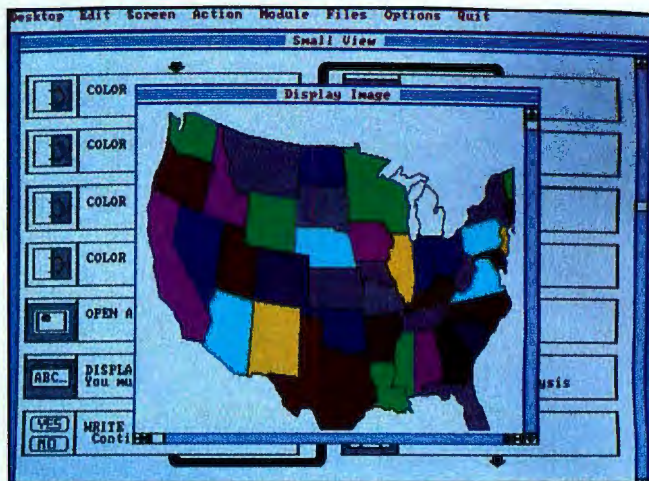 Desktop Edit Screen Action Module Files Options Quit
Small View
Display Image
COLOR
COLOR
COLOR
COLOR
OPEN A
ABC... DISPLA
You mu
ysis
YES
NO
WRITE
Conti